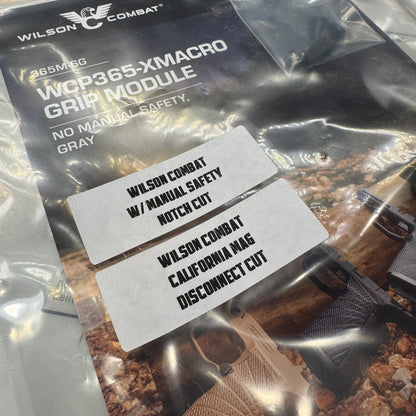 WILSON COMBAT®
365M-SG
WCP365-XMACRO
GRIP MODULE
NO MANUAL SAFETY,
GRAY
WILSON COMBAT
W/ MANUAL SAFETY
NOTCH CUT
WILSON COMBAT
CALIFORNIA MAG
DISCONNECT CUT